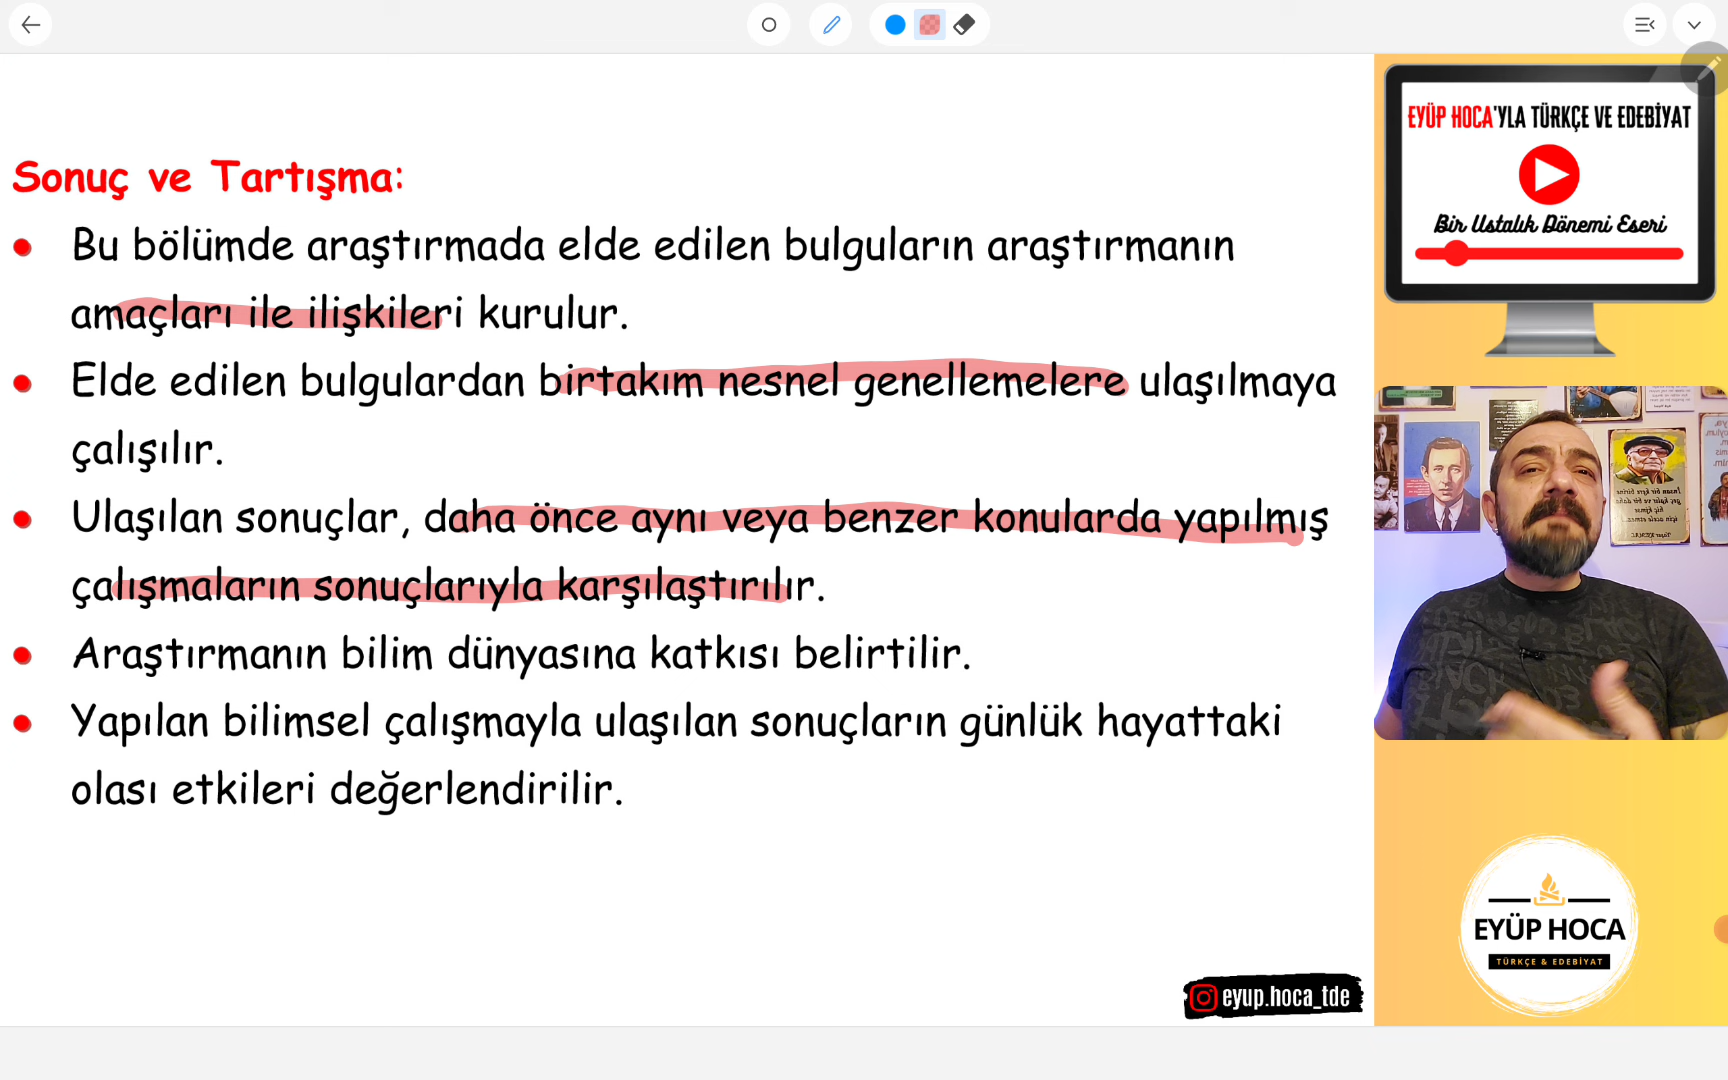 Sonuç ve Tartışma:
Bu bölümde araştırmada elde edilen bulguların araştırmanın
amaçları ile ilişkileri kurulur.
Elde edilen bulgulardan birtakım nesnel genellemelere ulaşılmaya
çalışılır.
Ulaşılan sonuçlar, daha önce aynı veya benzer konularda yapılmış
çalışmaların sonuçlarıyla karşılaştırılır.
Araştırmanın bilim dünyasına katkısı belirtilir.
Yapılan bilimsel çalışmayla ulaşılan sonuçların günlük hayattaki
olası etkileri değerlendirilir.
eyup.hoca_tde
EYÜP HOCA'YLA TÜRKÇE VE EDEBİYAT
Bir Ustalık Dönemi Eseri
EYÜP HOCA
TÜRKÇE & EDEBİYAT